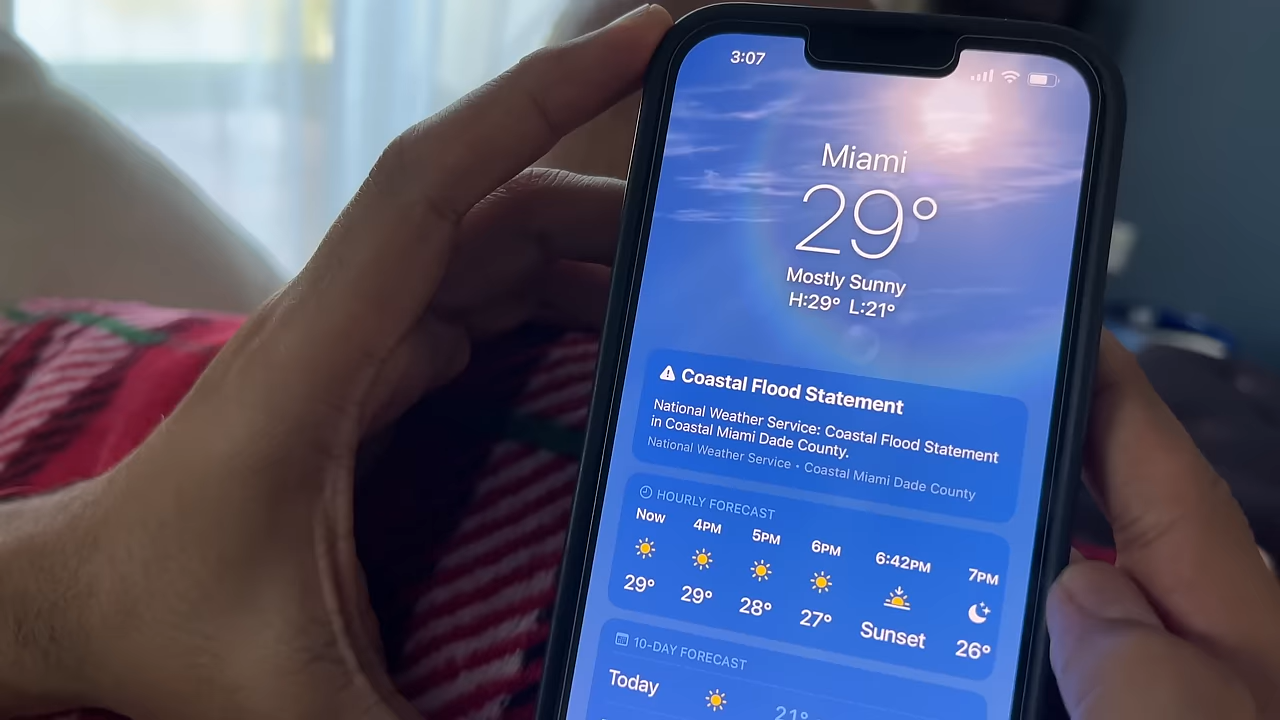 3:07
Miami
29°
Mostly Sunny
H:29° L:21°
Coastal Flood Statement
National Weather Service: Coastal Flood Statement
in Coastal Miami Dade County.
National Weather Service • Coastal Miami Dade County
HOURLY FORECAST
Now 4PM 5PM 6PM 6:42PM 7PM
29° 29° 28° 27° Sunset 26°
10-DAY FORECAST
Today 21°